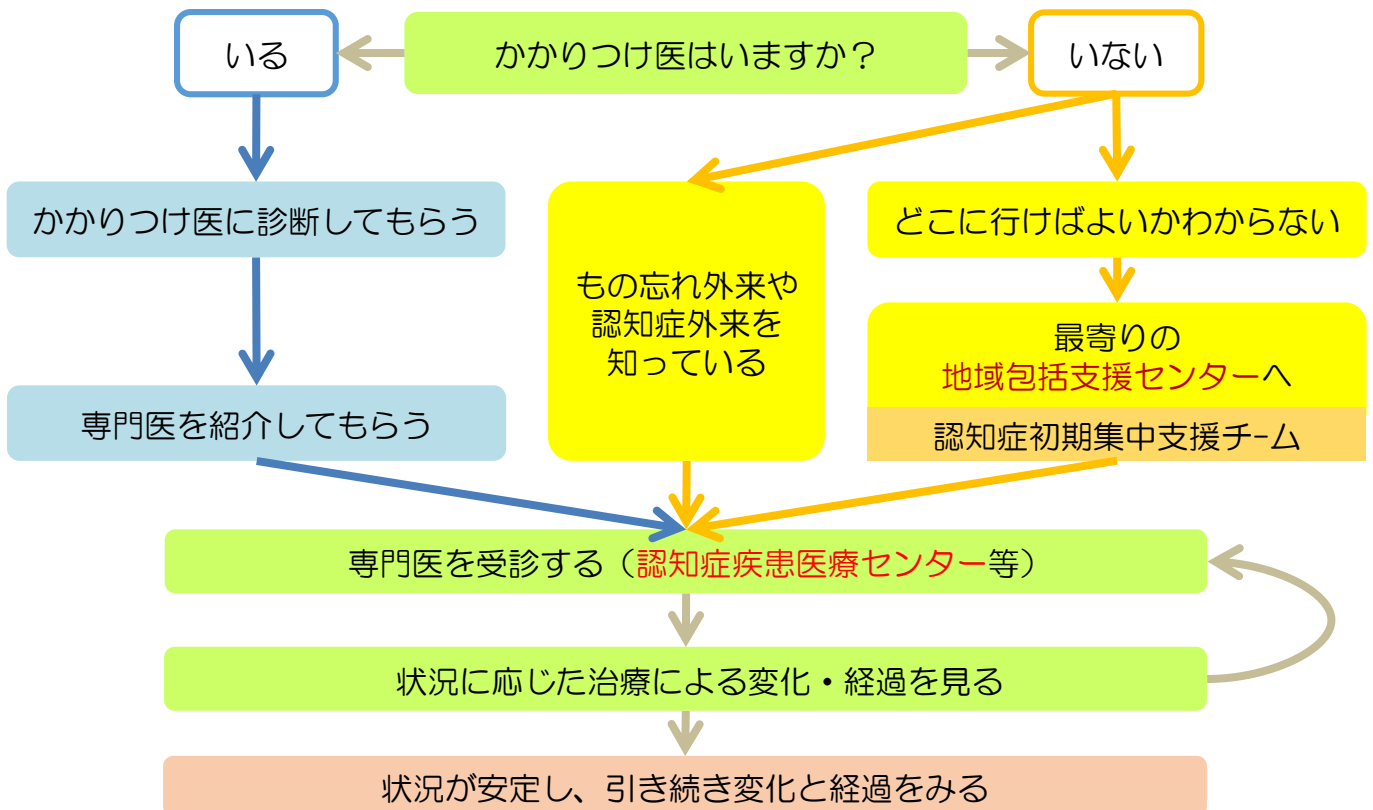 いる
かかりつけ医はいますか？
いない
かかりつけ医に診断してもらう
もの忘れ外来や
認知症外来を
知っている
どこに行けばよいかわからない
最寄りの
地域包括支援センターへ
専門医を紹介してもらう
認知症初期集中支援チ-ム
専門医を受診する（認知症疾患医療センター等）
状況に応じた治療による変化・経過を見る
状況が安定し、引き続き変化と経過をみる